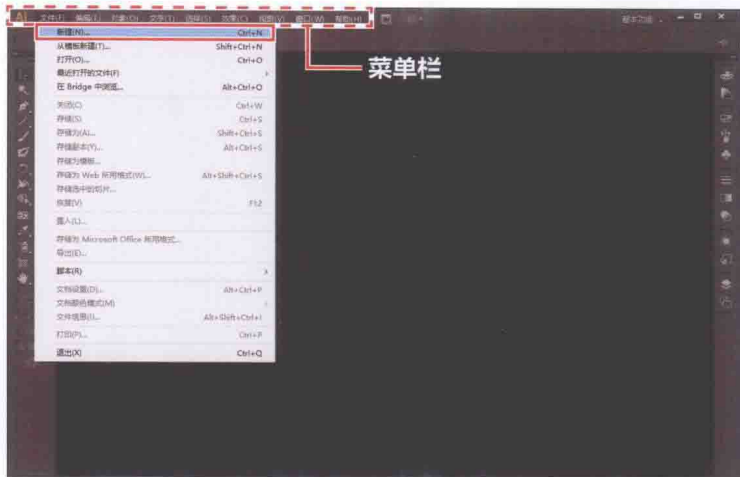 Ai 文件(F) 编辑(E) 对象(O) 文字(T) 选择(S) 效果(C) 视图(V) 窗口(W) 帮助(H) 基本功能
新建(N)... Ctrl+N
从模板新建(T)... Shift+Ctrl+N
打开(O)... Ctrl+O
最近打开的文件(F)
在 Bridge 中浏览... Alt+Ctrl+O
关闭(C) Ctrl+W
存储(S) Ctrl+S
存储为(A)... Shift+Ctrl+S
存储副本(Y)... Alt+Ctrl+S
存储为模板...
存储为 Web 所用格式(W)... Alt+Shift+Ctrl+S
存储选中的切片...
恢复(V) F12
置入(L)...
存储为 Microsoft Office 所用格式...
导出(E)...
脚本(R)
文档设置(D)... Alt+Ctrl+P
文档颜色模式(M)
文件信息(I)... Alt+Shift+Ctrl+I
打印(P)... Ctrl+P
退出(X) Ctrl+Q
菜单栏